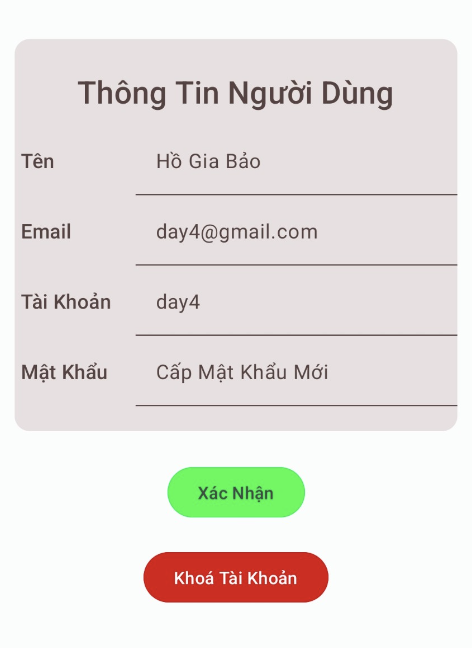 Thông Tin Người Dùng
Tên Hồ Gia Bảo
Email day4@gmail.com
Tài Khoản day4
Mật Khẩu Cấp Mật Khẩu Mới
Xác Nhận
Khoá Tài Khoản